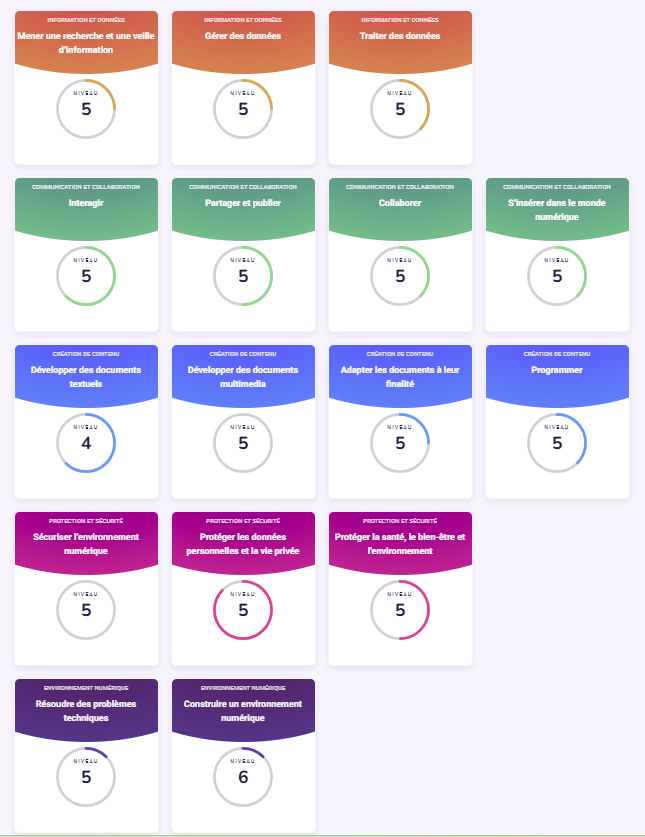 INFORMATION ET DONNÉES
Mener une recherche et une veille
d'information
NIVEAU
5
INFORMATION ET DONNÉES
Gérer des données
NIVEAU
5
INFORMATION ET DONNÉES
Traiter des données
NIVEAU
5
COMMUNICATION ET COLLABORATION
Interagir
NIVEAU
5
COMMUNICATION ET COLLABORATION
Partager et publier
NIVEAU
5
COMMUNICATION ET COLLABORATION
Collaborer
NIVEAU
5
COMMUNICATION ET COLLABORATION
S'insérer dans le monde
numérique
NIVEAU
5
CRÉATION DE CONTENU
Développer des documents
textuels
NIVEAU
4
CRÉATION DE CONTENU
Développer des documents
multimedia
NIVEAU
5
CRÉATION DE CONTENU
Adapter les documents à leur
finalité
NIVEAU
5
CRÉATION DE CONTENU
Programmer
NIVEAU
5
PROTECTION ET SÉCURITÉ
Sécuriser l'environnement
numérique
NIVEAU
5
PROTECTION ET SÉCURITÉ
Protéger les données
personnelles et la vie privée
NIVEAU
5
PROTECTION ET SÉCURITÉ
Protéger la santé, le bien-être et
l'environnement
NIVEAU
5
ENVIRONNEMENT NUMÉRIQUE
Résoudre des problèmes
techniques
NIVEAU
5
ENVIRONNEMENT NUMÉRIQUE
Construire un environnement
numérique
NIVEAU
6